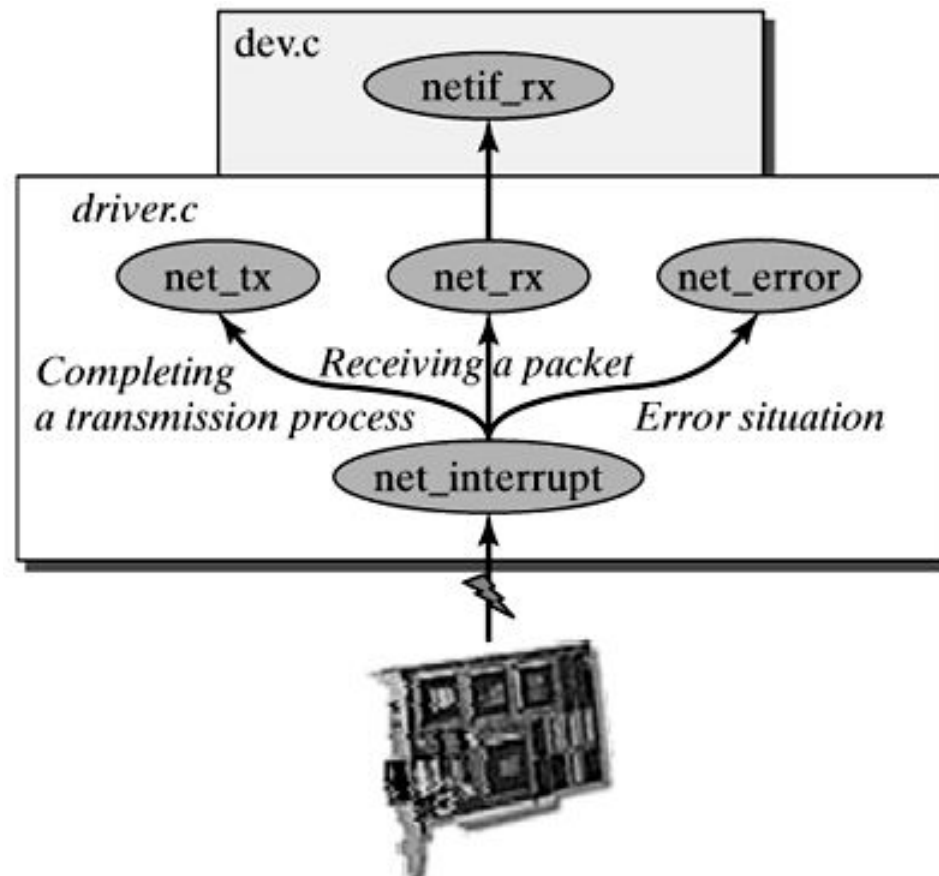 dev.c
netif_rx
driver.c
net_tx
net_rx
net_error
Completing
a transmission process
Receiving a packet
Error situation
net_interrupt